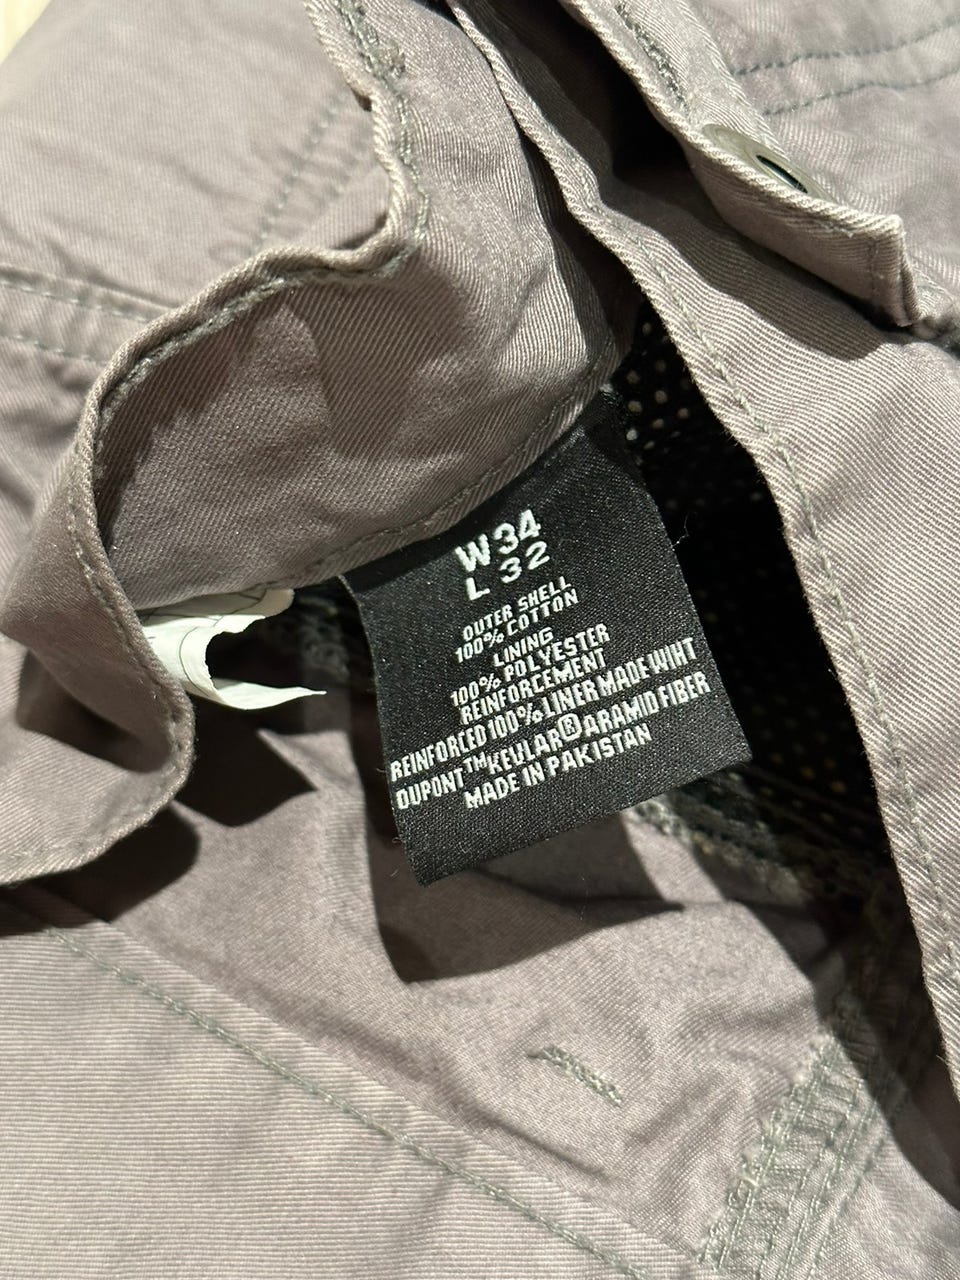 W 34
L 32
OUTER SHELL
100% COTTON
LINING
100% POLYESTER
REINFORCEMENT
REINFORCED 100% LINER MADE WIHT
DUPONT™ KEVLAR® ARAMID FIBER
MADE IN PAKISTAN